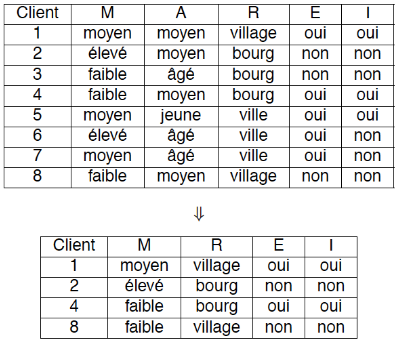 Client M A R E I
1 moyen moyen village oui oui
2 élevé moyen bourg non non
3 faible âgé bourg non non
4 faible moyen bourg oui oui
5 moyen jeune ville oui oui
6 élevé âgé ville oui non
7 moyen âgé ville oui non
8 faible moyen village non non
⇓
Client M R E I
1 moyen village oui oui
2 élevé bourg non non
4 faible bourg oui oui
8 faible village non non